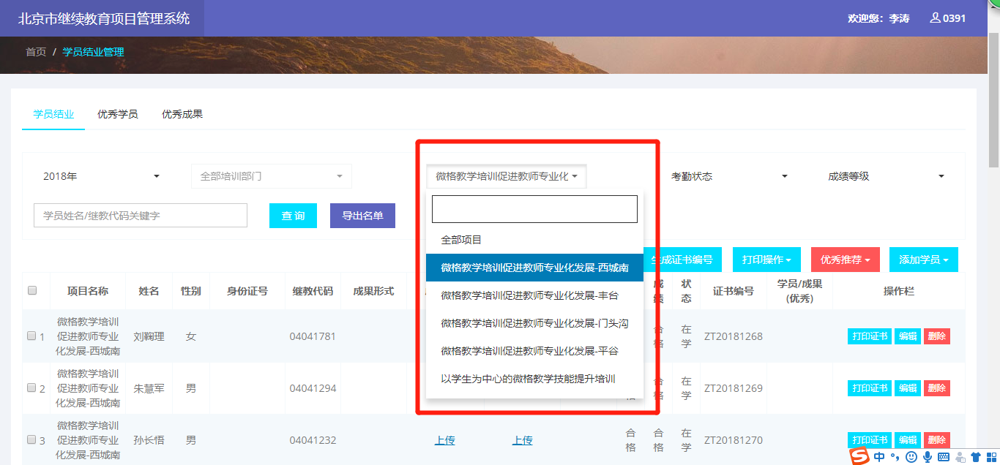 北京市继续教育项目管理系统
欢迎您: 李涛 0391
首页 / 学员结业管理
学员结业 优秀学员 优秀成果
2018年 全部培训部门 微格教学培训促进教师专业化 考勤状态 成绩等级
学员姓名/继教代码关键字 查 询 导出名单
全部项目
微格教学培训促进教师专业化发展-西城南
微格教学培训促进教师专业化发展-丰台
微格教学培训促进教师专业化发展-门头沟
微格教学培训促进教师专业化发展-平谷
以学生为中心的微格教学技能提升培训
生成证书编号 打印操作 优秀推荐 添加学员
项目名称 姓名 性别 身份证号 继教代码 成果形式 成绩 状态 证书编号 学员/成果
(优秀) 操作栏
1 微格教学培训
促进教师专业
化发展-西城南
刘鞠理 女 04041781 合格 在学 ZT20181268 打印证书 编辑 删除
2 微格教学培训
促进教师专业
化发展-西城南
朱慧军 男 04041294 格 合格 在学 ZT20181269 打印证书 编辑 删除
3 微格教学培训
促进教师专业
化发展-西城南
孙长悟 男 04041232 上传 上传 合格 合格 在学 ZT20181270 打印证书 编辑 删除
中